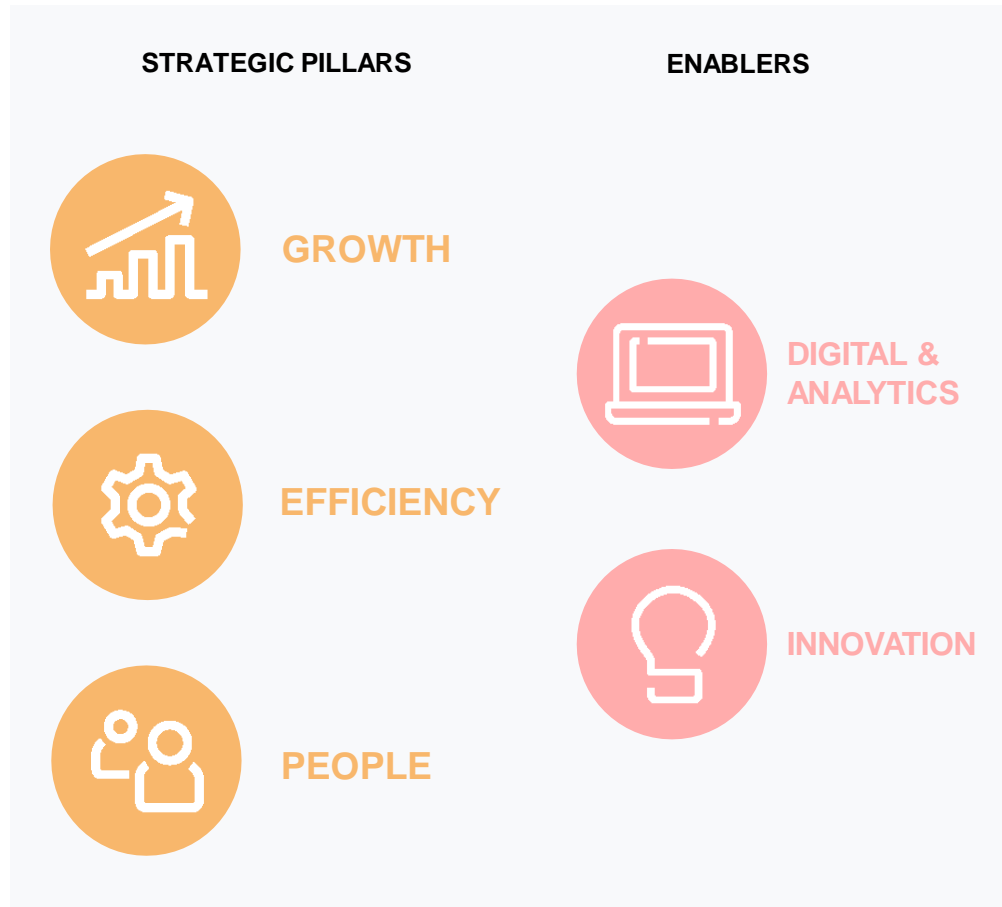 STRATEGIC PILLARS
GROWTH
EFFICIENCY
PEOPLE
ENABLERS
DIGITAL &
ANALYTICS
INNOVATION